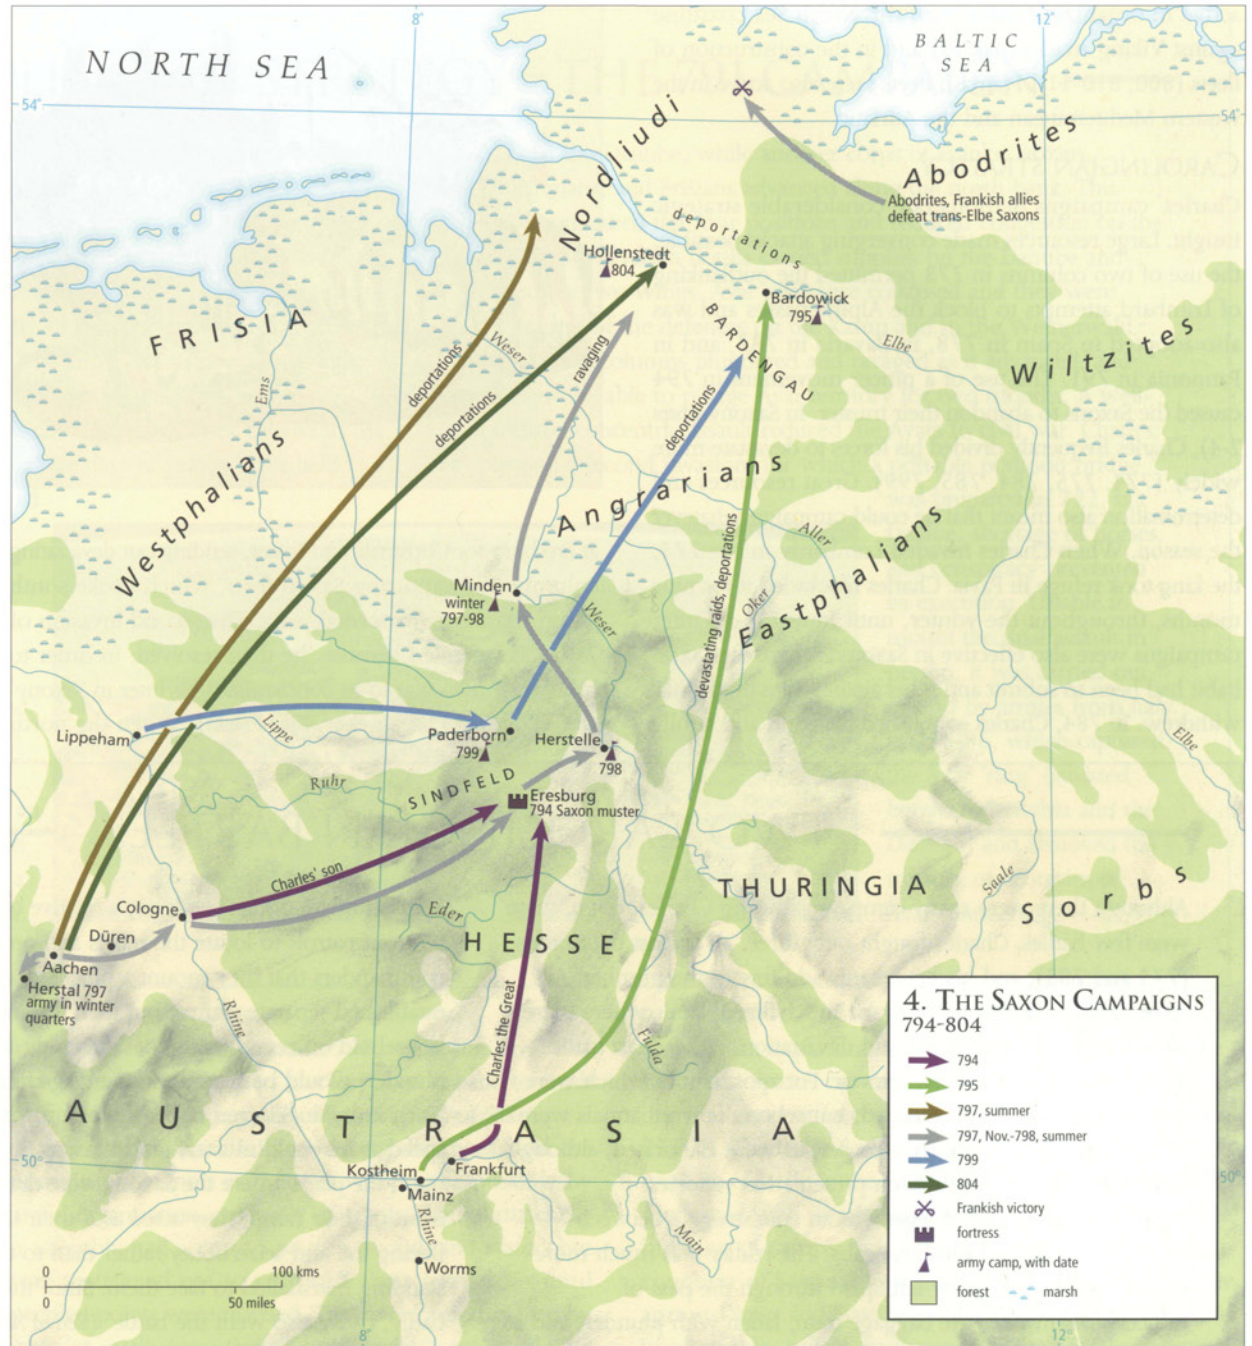 8°
12°
NORTH SEA
BALTIC
SEA
54°
54°
Nordliudi
Abodrites
Abodrites, Frankish allies
defeat trans-Elbe Saxons
deportations
Hollenstedt
804
Bardowick
795
BARDENGAU
FRISIA
Weser
Elbe
Wiltzites
Ems
deportations
deportations
ravaging
deportations
Westphalians
Angrarians
Aller
Eastphalians
devastating raids, deportations
Oker
Minden
winter
797-98
Weser
Lippeham
Lippe
Paderborn
799
Herstelle
798
Elbe
Ruhr
SINDFELD
Eresburg
794 Saxon muster
Charles' son
Cologne
Düren
Aachen
Herstal 797
army in winter
quarters
Eder
HESSE
THURINGIA
Saale
Sorbs
Rhine
Charles the Great
Fulda
AUSTRASIA
50°
50°
Kostheim
Frankfurt
Mainz
Rhine
Main
Worms
0
100 kms
0
50 miles
8°
12°
4. THE SAXON CAMPAIGNS
794-804
794
795
797, summer
797, Nov.-798, summer
799
804
Frankish victory
fortress
army camp, with date
forest
marsh